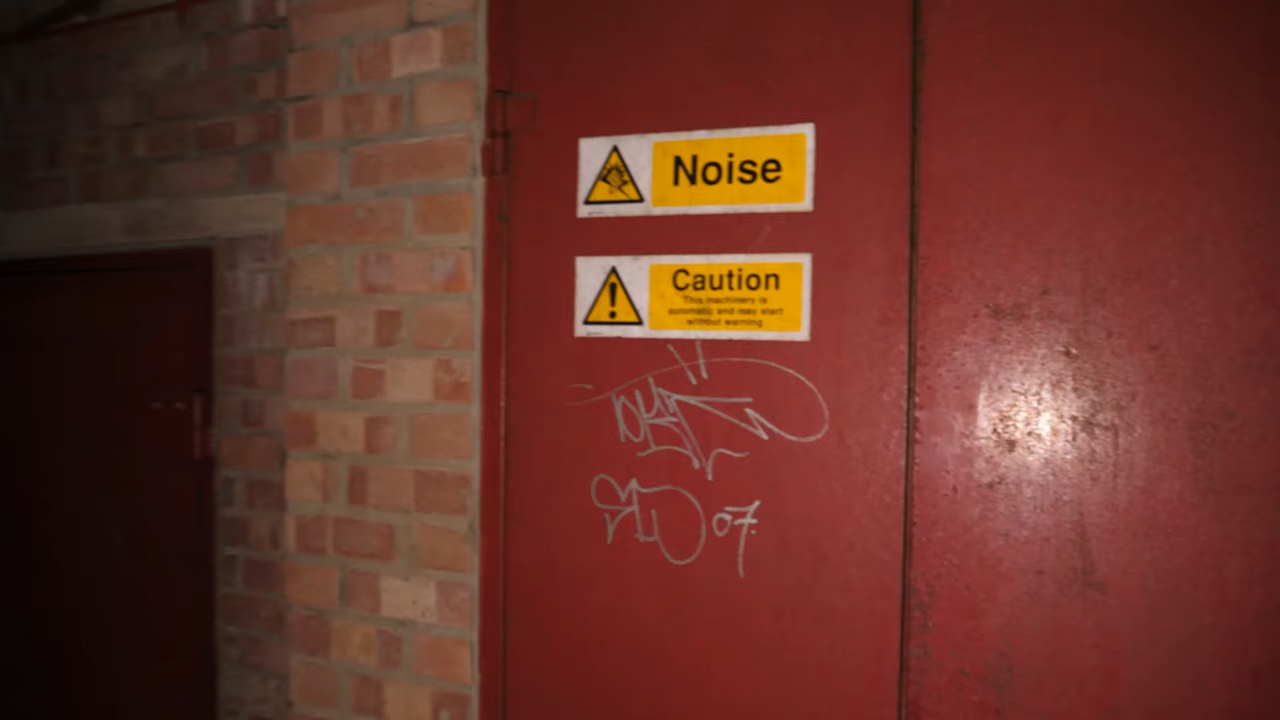 Noise
Caution
This machinery is
automatic and may start
without warning
07